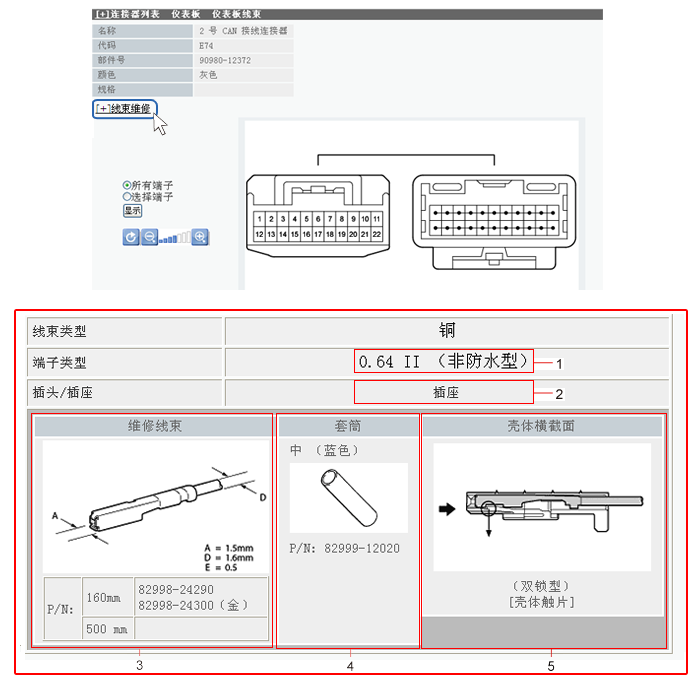 [+]连接器列表 仪表板 仪表板线束
名称 2 号 CAN 接线连接器
代码 E74
部件号 90980-12372
颜色 灰色
规格
[+]线束维修
所有端子
选择端子
显示
1 2 3 4 5 6 7 8 9 10 11
12 13 14 15 16 17 18 19 20 21 22
线束类型 铜
端子类型 0.64 II （非防水型） 1
插头/插座 插座 2
维修线束 套筒 壳体横截面
中 （蓝色）
A
D
A = 1.5mm
D = 1.6mm
E = 0.5
P/N: 82999-12020
（双锁型）
[壳体触片]
P/N:
160mm
82998-24290
82998-24300（金）
500 mm
3 4 5